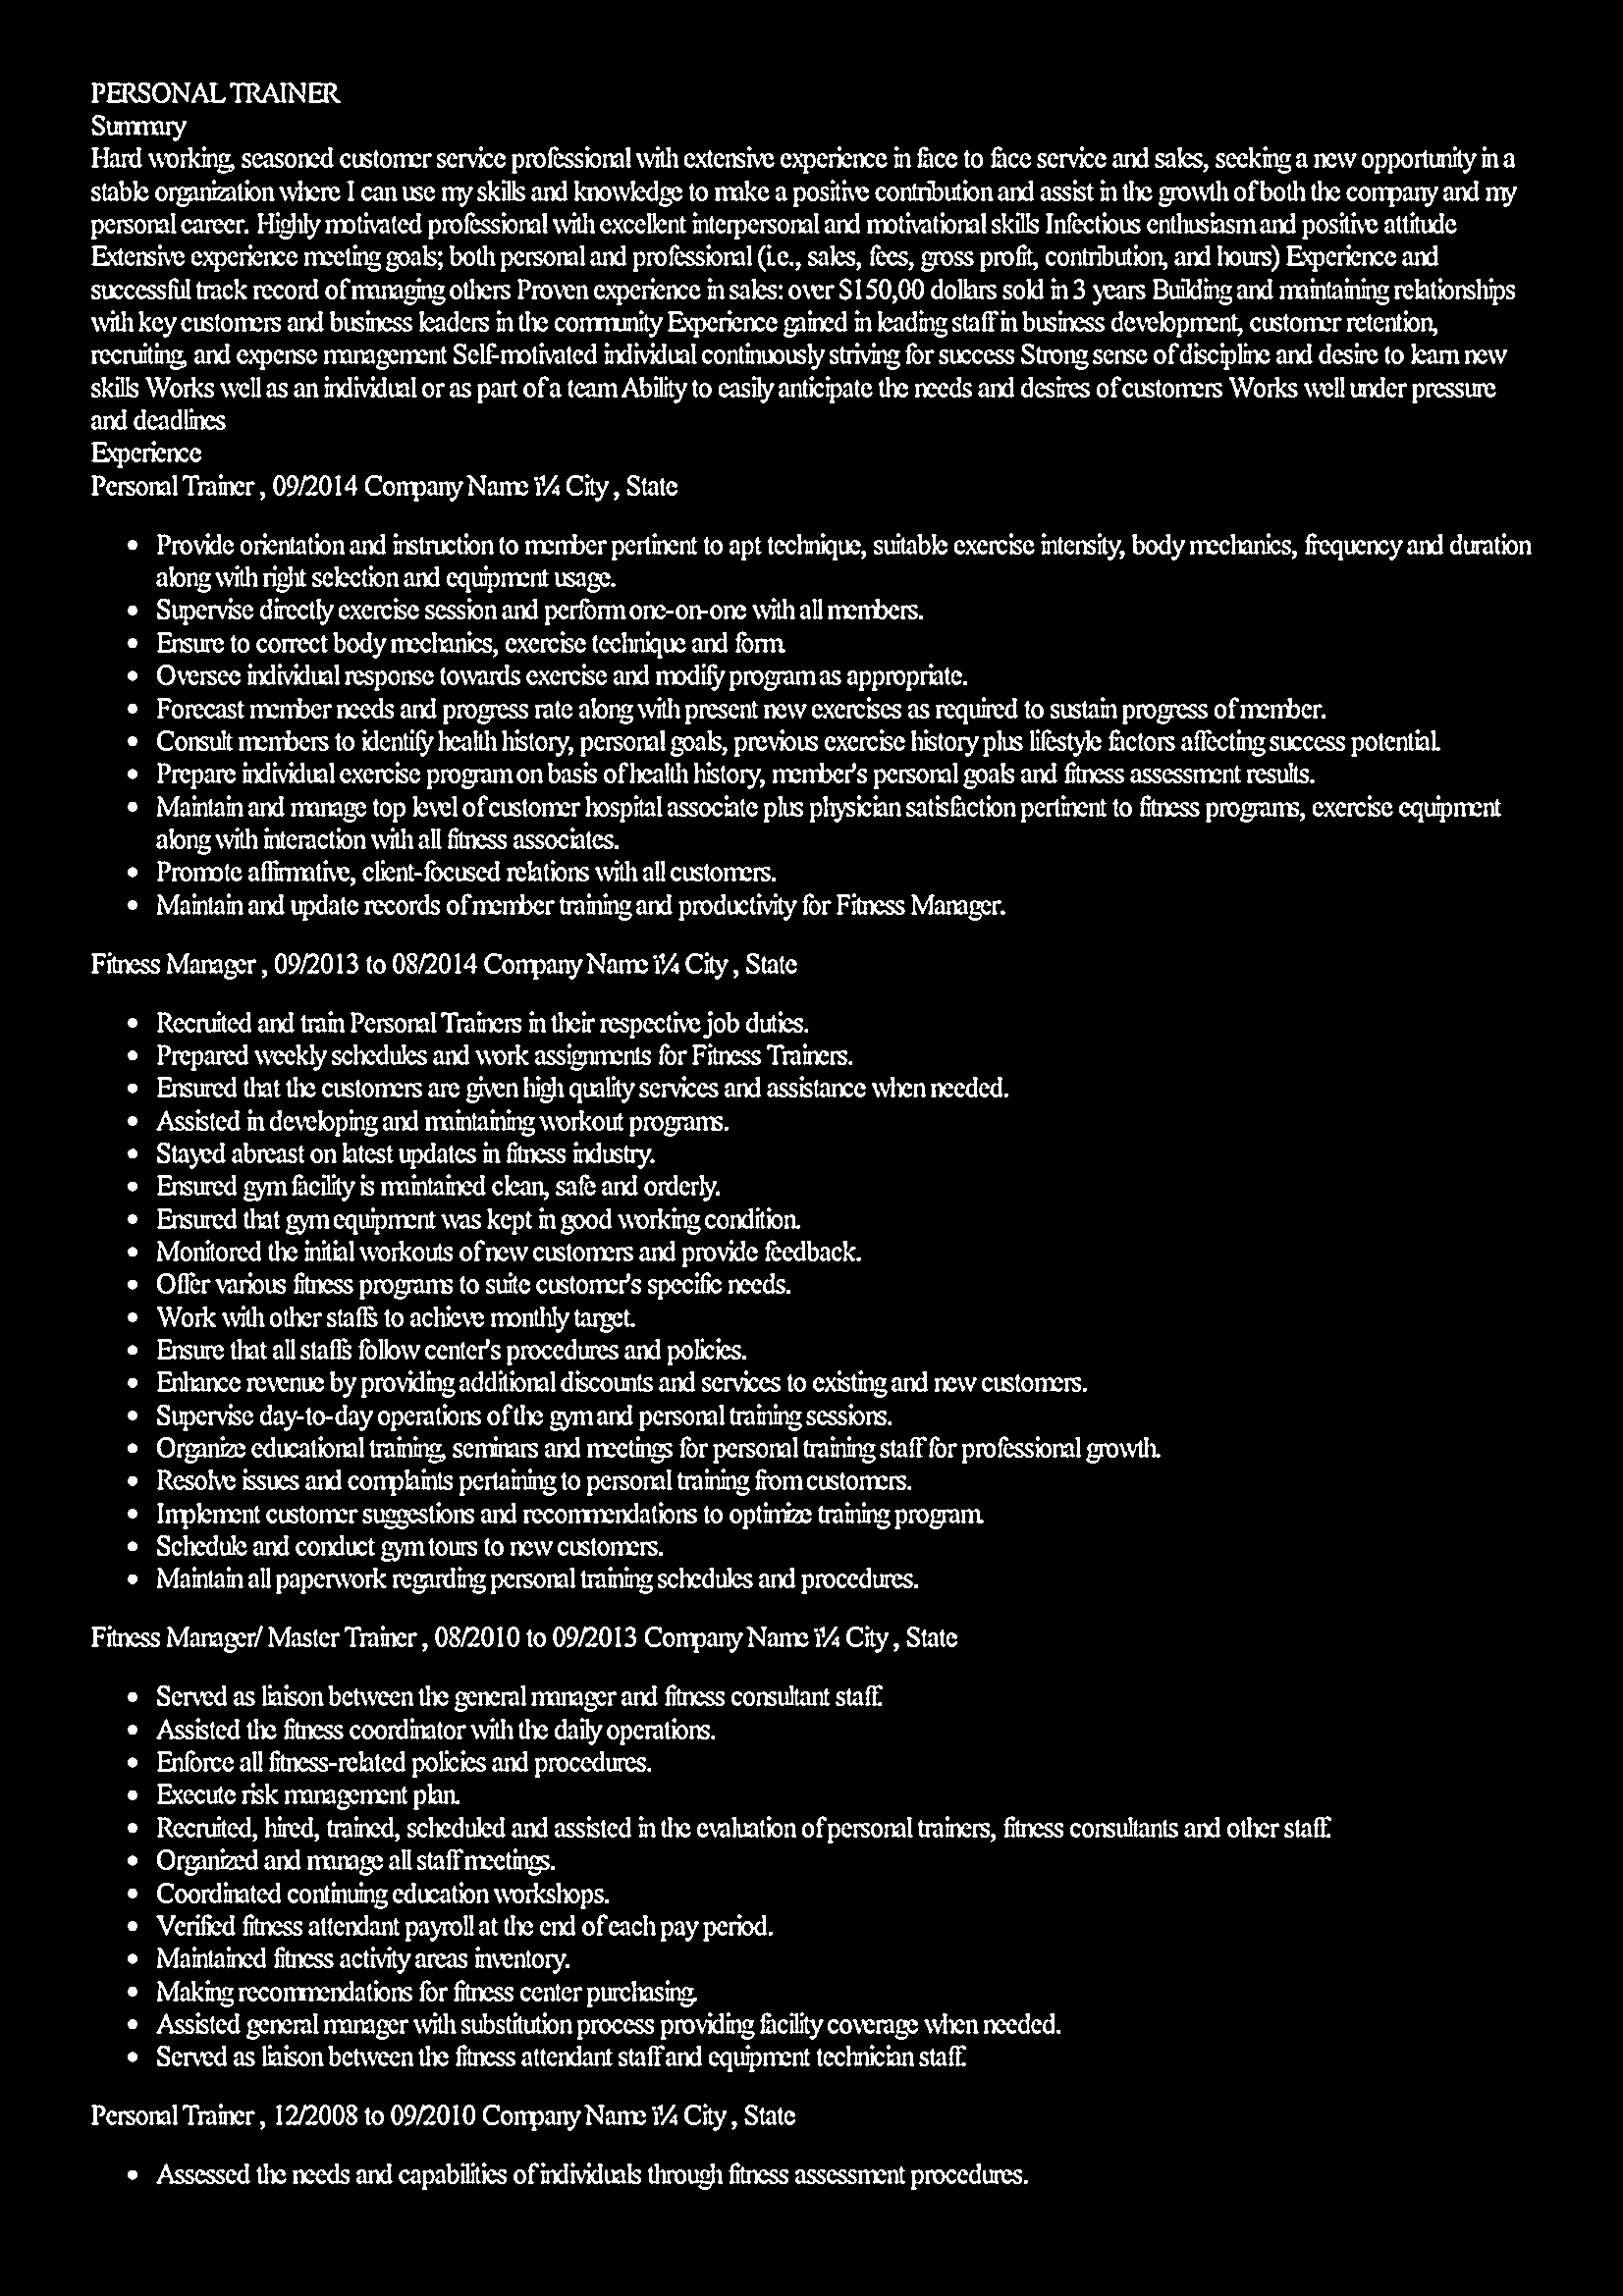 PERSONAL TRAINER
Summary
Hard working, seasoned customer service professional with extensive experience in face to face service and sales, seeking a new opportunity in a
stable organization where I can use my skills and knowledge to make a positive contribution and assist in the growth of both the company and my
personal career. Highly motivated professional with excellent interpersonal and motivational skills Infectious enthusiasm and positive attitude
Extensive experience meeting goals; both personal and professional (i.e., sales, fees, gross profit, contribution, and hours) Experience and
successful track record of managing others Proven experience in sales: over $150,00 dollars sold in 3 years Building and maintaining relationships
with key customers and business leaders in the community Experience gained in leading staff in business development, customer retention,
recruiting, and expense management Self-motivated individual continuously striving for success Strong sense of discipline and desire to learn new
skills Works well as an individual or as part of a team Ability to easily anticipate the needs and desires of customers Works well under pressure
and deadlines
Experience
Personal Trainer , 09/2014 Company Name ï¼ City , State
• Provide orientation and instruction to member pertinent to apt technique, suitable exercise intensity, body mechanics, frequency and duration
along with right selection and equipment usage.
• Supervise directly exercise session and perform one-on-one with all members.
• Ensure to correct body mechanics, exercise technique and form.
• Oversee individual response towards exercise and modify program as appropriate.
• Forecast member needs and progress rate along with present new exercises as required to sustain progress of member.
• Consult members to identify health history, personal goals, previous exercise history plus lifestyle factors affecting success potential.
• Prepare individual exercise program on basis of health history, member's personal goals and fitness assessment results.
• Maintain and manage top level of customer hospital associate plus physician satisfaction pertinent to fitness programs, exercise equipment
along with interaction with all fitness associates.
• Promote affirmative, client-focused relations with all customers.
• Maintain and update records of member training and productivity for Fitness Manager.
Fitness Manager , 09/2013 to 08/2014 Company Name ï¼ City , State
• Recruited and train Personal Trainers in their respective job duties.
• Prepared weekly schedules and work assignments for Fitness Trainers.
• Ensured that the customers are given high quality services and assistance when needed.
• Assisted in developing and maintaining workout programs.
• Stayed abreast on latest updates in fitness industry.
• Ensured gym facility is maintained clean, safe and orderly.
• Ensured that gym equipment was kept in good working condition.
• Monitored the initial workouts of new customers and provide feedback.
• Offer various fitness programs to suite customer's specific needs.
• Work with other staffs to achieve monthly target.
• Ensure that all staffs follow center's procedures and policies.
• Enhance revenue by providing additional discounts and services to existing and new customers.
• Supervise day-to-day operations of the gym and personal training sessions.
• Organize educational training, seminars and meetings for personal training staff for professional growth.
• Resolve issues and complaints pertaining to personal training from customers.
• Implement customer suggestions and recommendations to optimize training program.
• Schedule and conduct gym tours to new customers.
• Maintain all paperwork regarding personal training schedules and procedures.
Fitness Manager/ Master Trainer , 08/2010 to 09/2013 Company Name ï¼ City , State
• Served as liaison between the general manager and fitness consultant staff.
• Assisted the fitness coordinator with the daily operations.
• Enforce all fitness-related policies and procedures.
• Execute risk management plan.
• Recruited, hired, trained, scheduled and assisted in the evaluation of personal trainers, fitness consultants and other staff.
• Organized and manage all staff meetings.
• Coordinated continuing education workshops.
• Verified fitness attendant payroll at the end of each pay period.
• Maintained fitness activity areas inventory.
• Making recommendations for fitness center purchasing.
• Assisted general manager with substitution process providing facility coverage when needed.
• Served as liaison between the fitness attendant staff and equipment technician staff.
Personal Trainer , 12/2008 to 09/2010 Company Name ï¼ City , State
• Assessed the needs and capabilities of individuals through fitness assessment procedures.